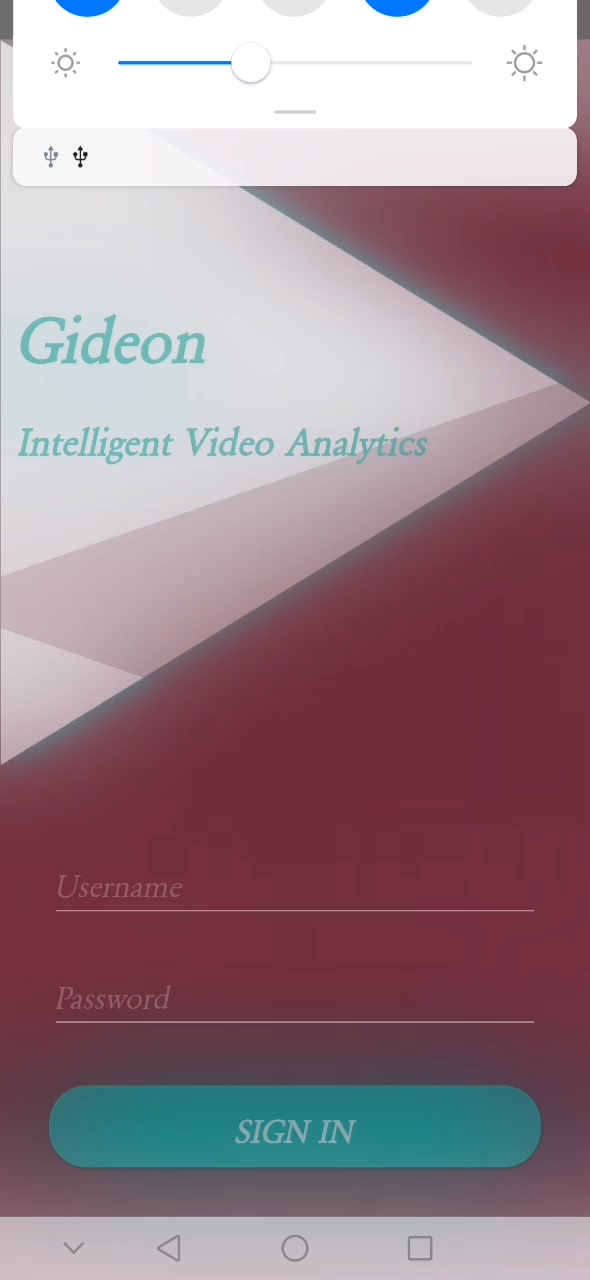 Gideon
Intelligent Video Analytics
Username
Password
SIGN IN